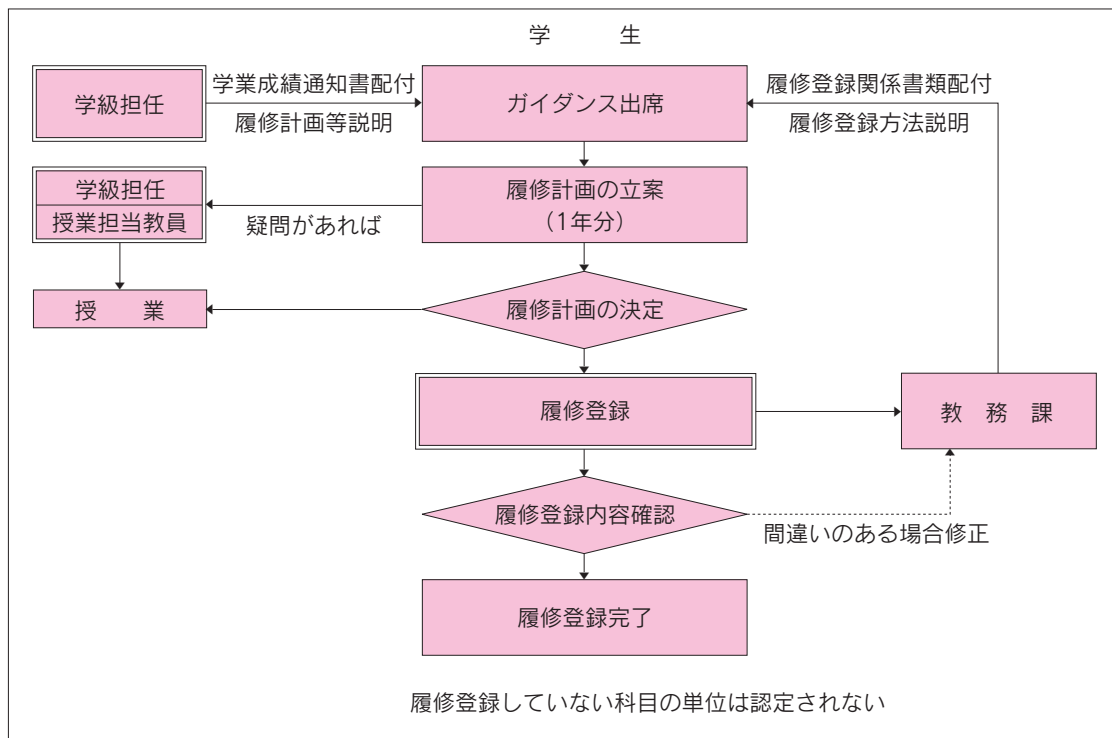 学　生
学級担任
学業成績通知書配付
履修計画等説明
ガイダンス出席
履修登録関係書類配付
履修登録方法説明
学級担任
授業担当教員
疑問があれば
履修計画の立案
（1年分）
授　業
履修計画の決定
履修登録
教　務　課
履修登録内容確認
間違いのある場合修正
履修登録完了
履修登録していない科目の単位は認定されない